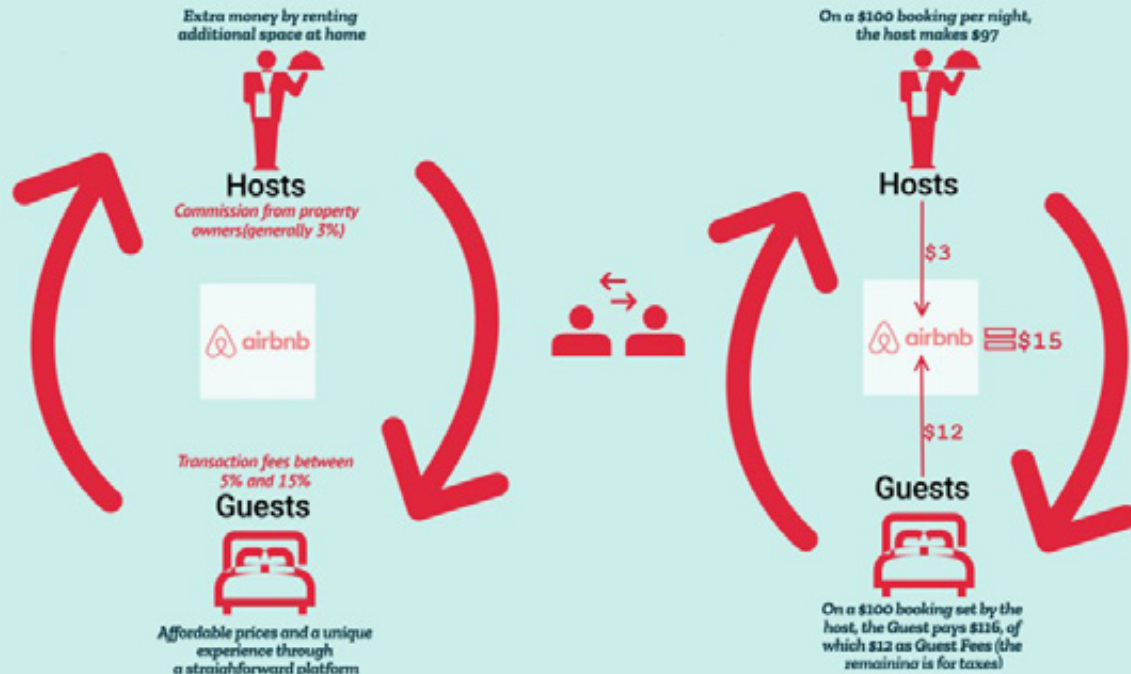 Extra money by renting
additional space at home
Hosts
Commission from property
owners(generally 3%)
airbnb
Transaction fees between
5% and 15%
Guests
Affordable prices and a unique
experience through
a straighforward platform
On a $100 booking per night,
the host makes $97
Hosts
$3
airbnb
$15
$12
Guests
On a $100 booking set by the
host, the Guest pays $116, of
which $12 as Guest Fees (the
remaining is for taxes)